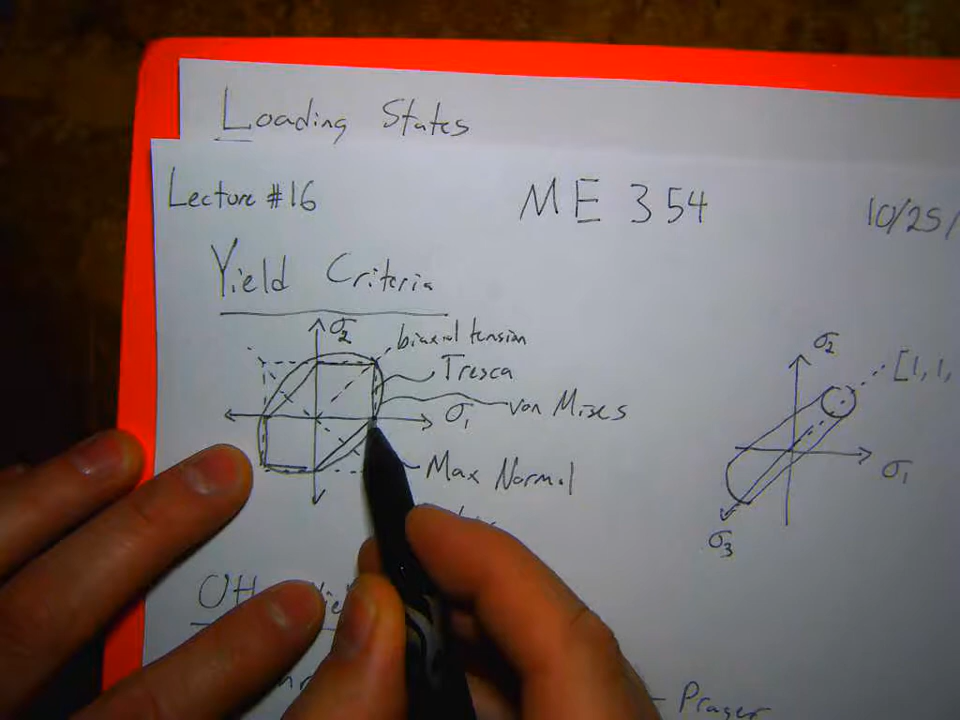 Loading States
Lecture #16
ME 354
10/25/
Yield Criteria
σ2
biaxial tension
Tresca
σ1
von Mises
Max Normal
σ2
[1, 1,
σ1
σ3
Prager